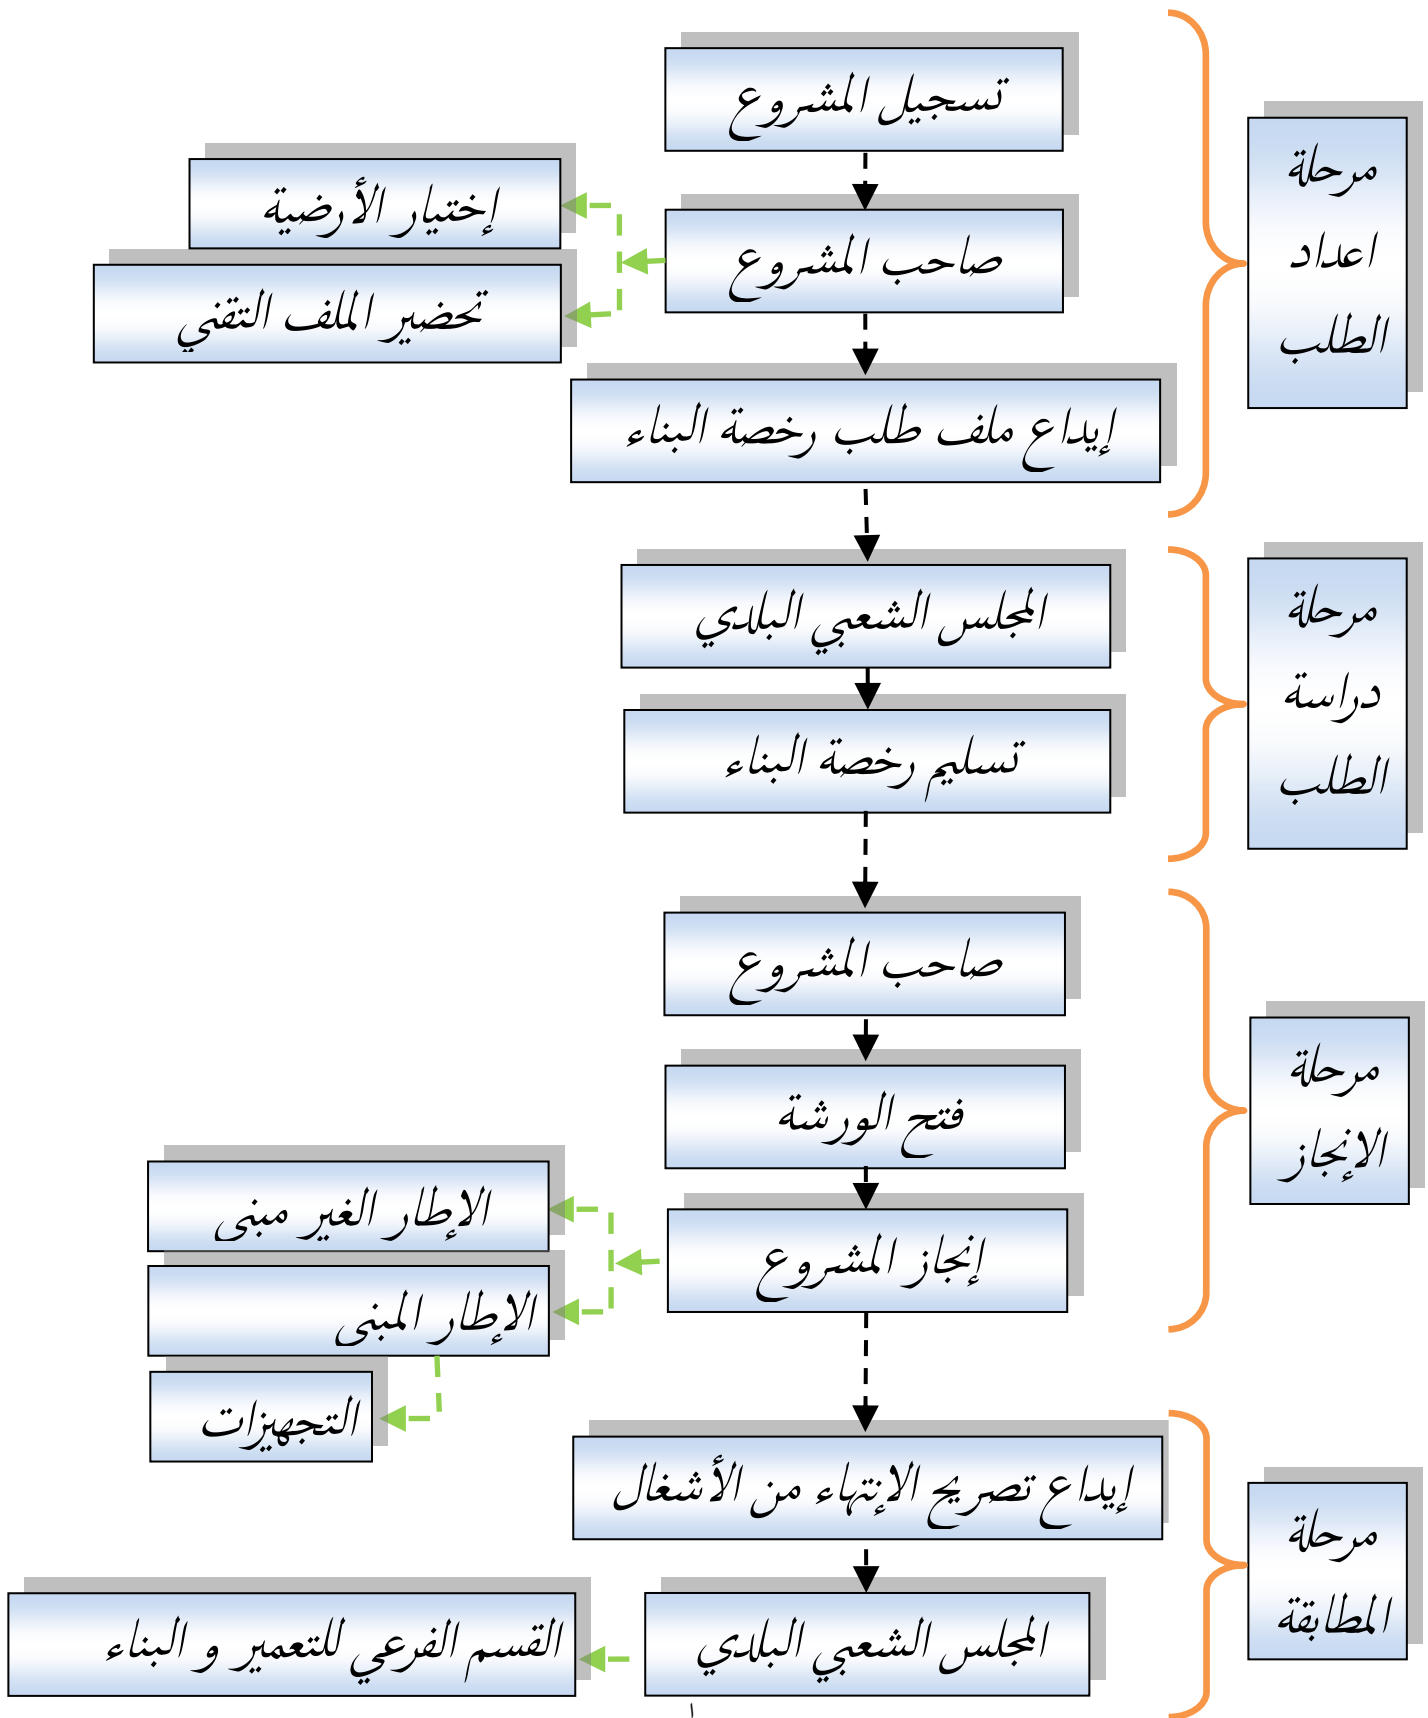 تسجيل المشروع
مرحلة
اعداد
الطلب
صاحب المشروع
إختيار الأرضية
تحضير الملف التقني
إيداع ملف طلب رخصة البناء
مرحلة
دراسة
الطلب
المجلس الشعبي البلدي
تسليم رخصة البناء
مرحلة
الإنجاز
صاحب المشروع
فتح الورشة
إنجاز المشروع
الإطار الغير مبنى
الإطار المبنى
التجهيزات
مرحلة
المطابقة
إيداع تصريح الإنتهاء من الأشغال
المجلس الشعبي البلدي
القسم الفرعي للتعمير و البناء